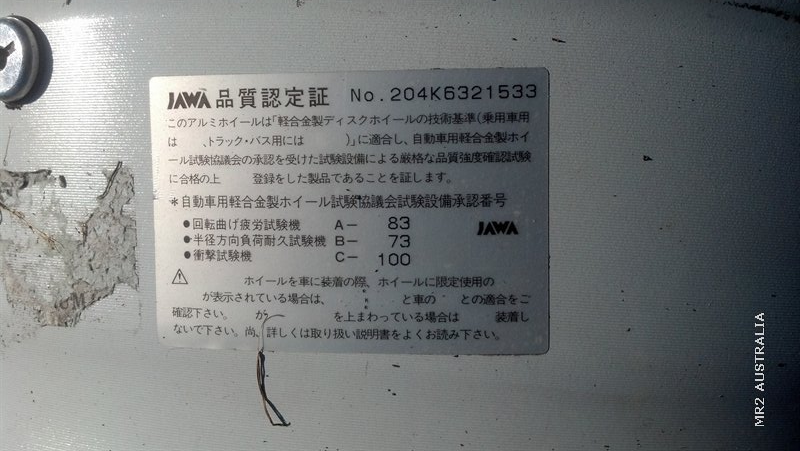 JAWA 品質認定証 No.204K6321533
このアルミホイールは「軽合金製ディスクホイールの技術基準(乗用車用
は 、トラック・バス用には )」に適合し、自動車用軽合金製ホイ
ール試験協議会の承認を受けた試験設備による厳格な品質強度確認試験
に合格の上 登録をした製品であることを証します。
*自動車用軽合金製ホイール試験協議会試験設備承認番号
●回転曲げ疲労試験機 A- 83
●半径方向負荷耐久試験機 B- 73 JAWA
●衝撃試験機 C- 100
ホイールを車に装着の際、ホイールに限定使用の
が表示されている場合は、 と車の との適合をご
確認下さい。 が を上まわっている場合は 装着し
ないで下さい。尚、詳しくは取り扱い説明書をよくお読み下さい。
MR2 AUSTRALIA